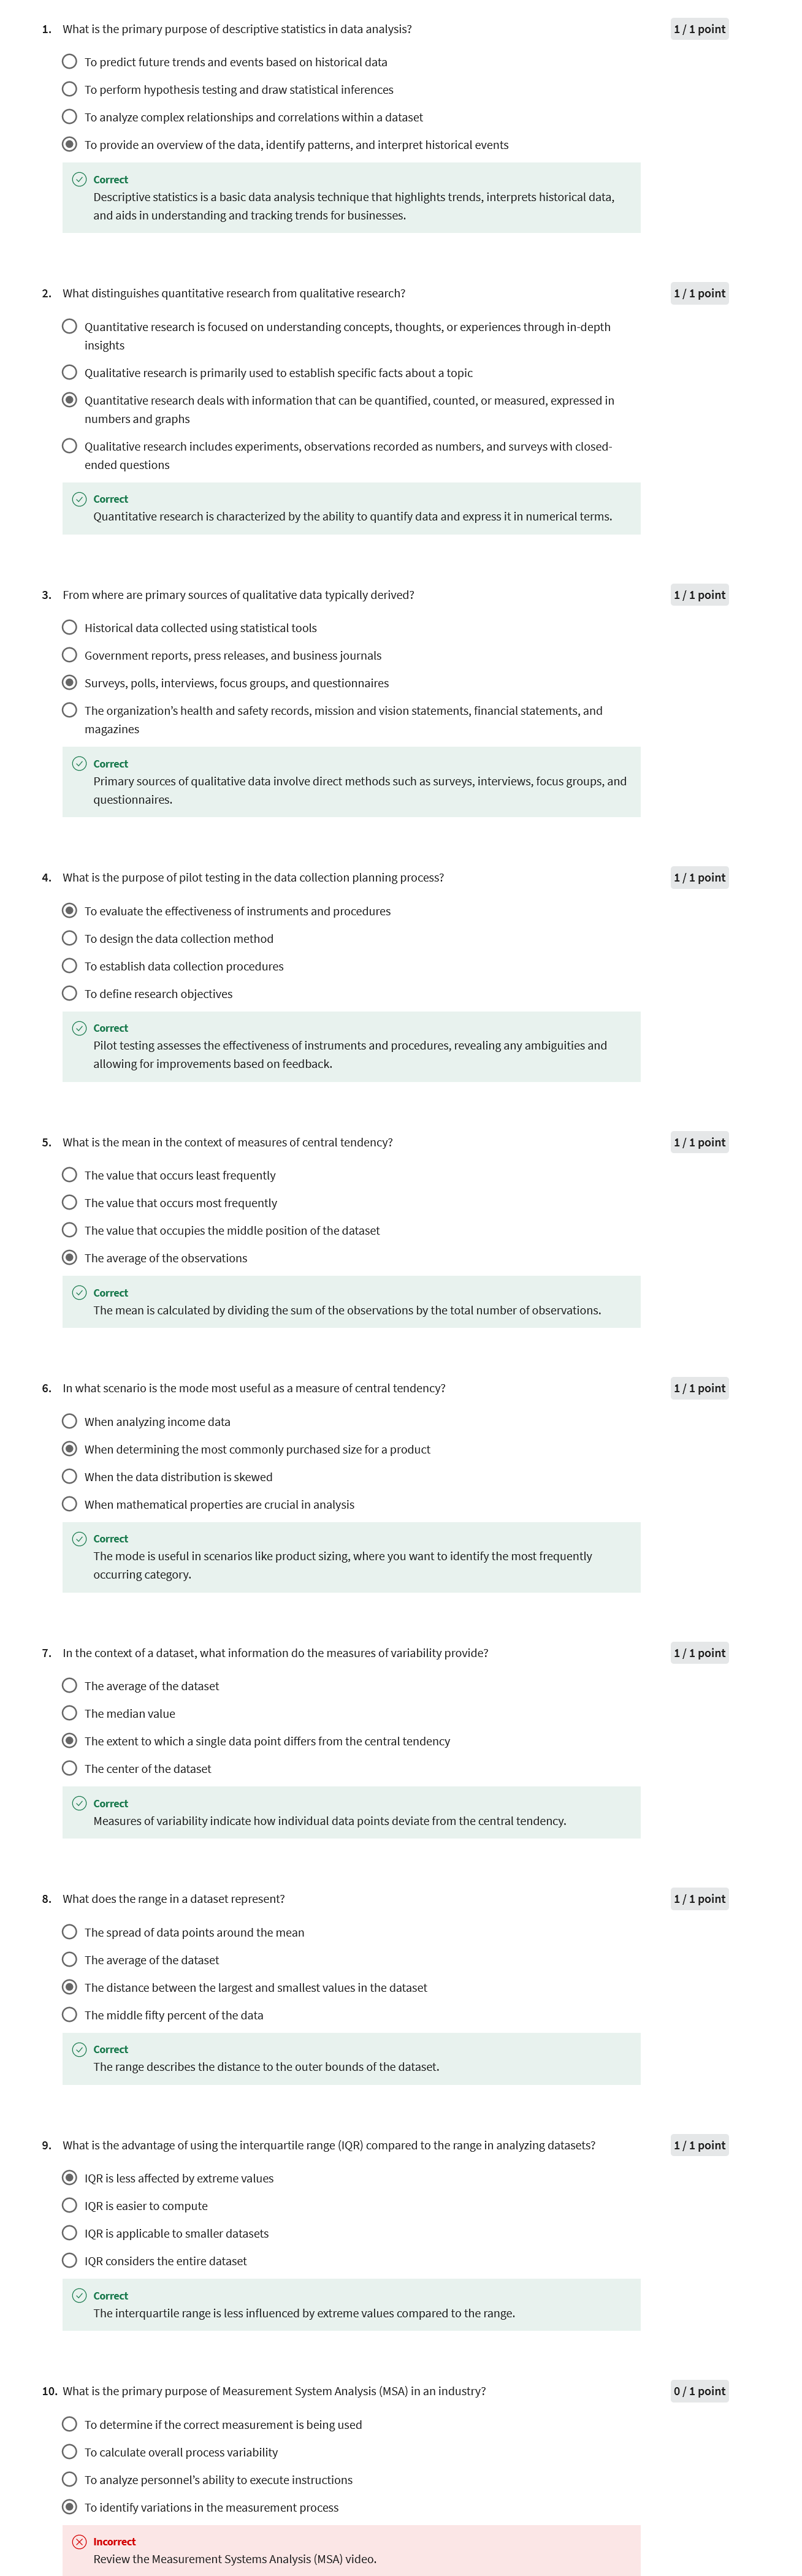 1. What is the primary purpose of descriptive statistics in data analysis? 1 / 1 point
To predict future trends and events based on historical data
To perform hypothesis testing and draw statistical inferences
To analyze complex relationships and correlations within a dataset
To provide an overview of the data, identify patterns, and interpret historical events
Correct
Descriptive statistics is a basic data analysis technique that highlights trends, interprets historical data,
and aids in understanding and tracking trends for businesses.
2. What distinguishes quantitative research from qualitative research? 1 / 1 point
Quantitative research is focused on understanding concepts, thoughts, or experiences through in-depth
insights
Qualitative research is primarily used to establish specific facts about a topic
Quantitative research deals with information that can be quantified, counted, or measured, expressed in
numbers and graphs
Qualitative research includes experiments, observations recorded as numbers, and surveys with closed-
ended questions
Correct
Quantitative research is characterized by the ability to quantify data and express it in numerical terms.
3. From where are primary sources of qualitative data typically derived? 1 / 1 point
Historical data collected using statistical tools
Government reports, press releases, and business journals
Surveys, polls, interviews, focus groups, and questionnaires
The organization’s health and safety records, mission and vision statements, financial statements, and
magazines
Correct
Primary sources of qualitative data involve direct methods such as surveys, interviews, focus groups, and
questionnaires.
4. What is the purpose of pilot testing in the data collection planning process? 1 / 1 point
To evaluate the effectiveness of instruments and procedures
To design the data collection method
To establish data collection procedures
To define research objectives
Correct
Pilot testing assesses the effectiveness of instruments and procedures, revealing any ambiguities and
allowing for improvements based on feedback.
5. What is the mean in the context of measures of central tendency? 1 / 1 point
The value that occurs least frequently
The value that occurs most frequently
The value that occupies the middle position of the dataset
The average of the observations
Correct
The mean is calculated by dividing the sum of the observations by the total number of observations.
6. In what scenario is the mode most useful as a measure of central tendency? 1 / 1 point
When analyzing income data
When determining the most commonly purchased size for a product
When the data distribution is skewed
When mathematical properties are crucial in analysis
Correct
The mode is useful in scenarios like product sizing, where you want to identify the most frequently
occurring category.
7. In the context of a dataset, what information do the measures of variability provide? 1 / 1 point
The average of the dataset
The median value
The extent to which a single data point differs from the central tendency
The center of the dataset
Correct
Measures of variability indicate how individual data points deviate from the central tendency.
8. What does the range in a dataset represent? 1 / 1 point
The spread of data points around the mean
The average of the dataset
The distance between the largest and smallest values in the dataset
The middle fifty percent of the data
Correct
The range describes the distance to the outer bounds of the dataset.
9. What is the advantage of using the interquartile range (IQR) compared to the range in analyzing datasets? 1 / 1 point
IQR is less affected by extreme values
IQR is easier to compute
IQR is applicable to smaller datasets
IQR considers the entire dataset
Correct
The interquartile range is less influenced by extreme values compared to the range.
10. What is the primary purpose of Measurement System Analysis (MSA) in an industry? 0 / 1 point
To determine if the correct measurement is being used
To calculate overall process variability
To analyze personnel’s ability to execute instructions
To identify variations in the measurement process
Incorrect
Review the Measurement Systems Analysis (MSA) video.